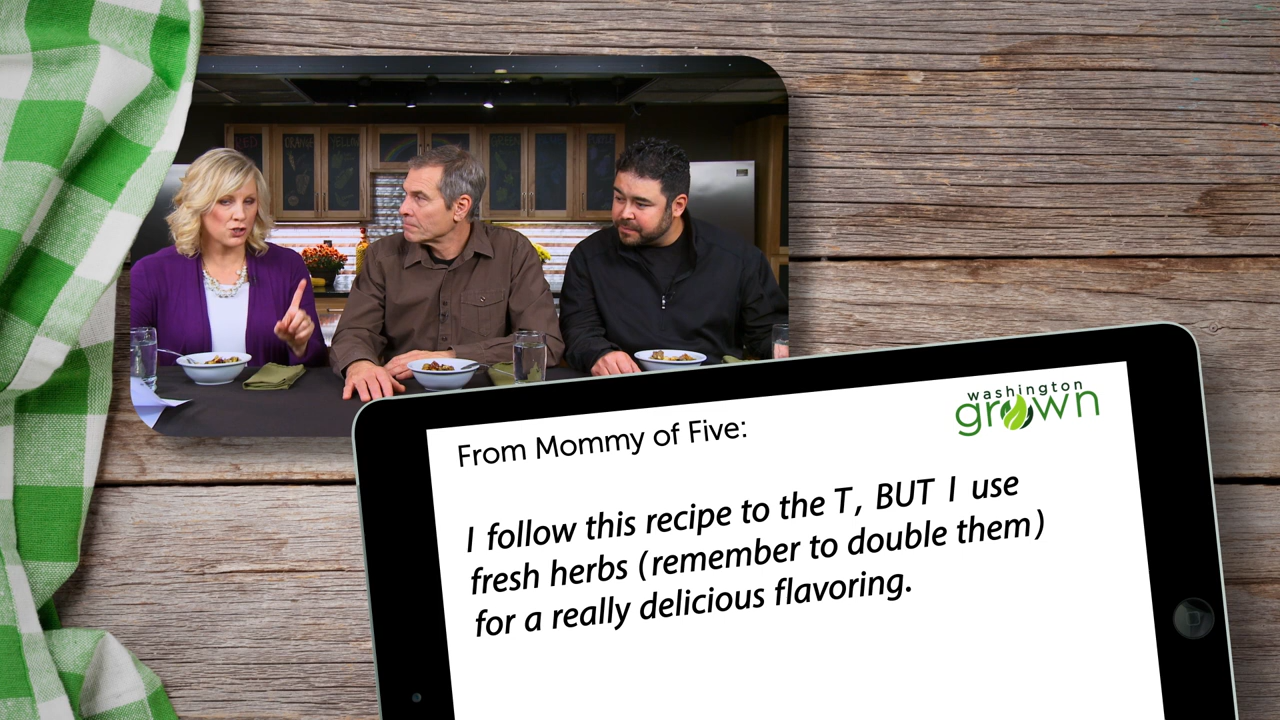 washington
grown
From Mommy of Five:
I follow this recipe to the T, BUT I use
fresh herbs (remember to double them)
for a really delicious flavoring.